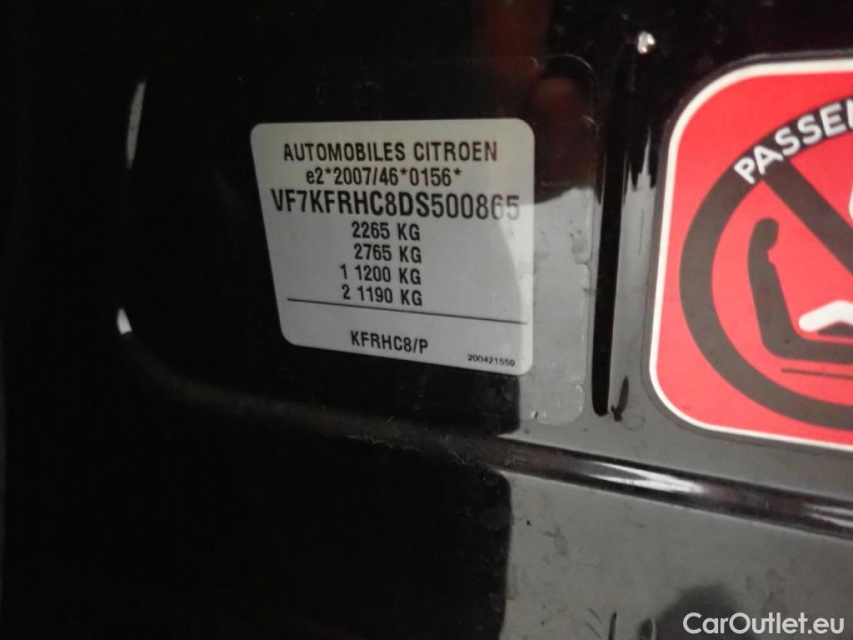 AUTOMOBILES CITROEN
e2*2007/46*0156*
VF7KFRHC8DS500865
2265 KG
2765 KG
1 1200 KG
2 1190 KG
KFRHC8/P
200421559
CarOutlet.eu